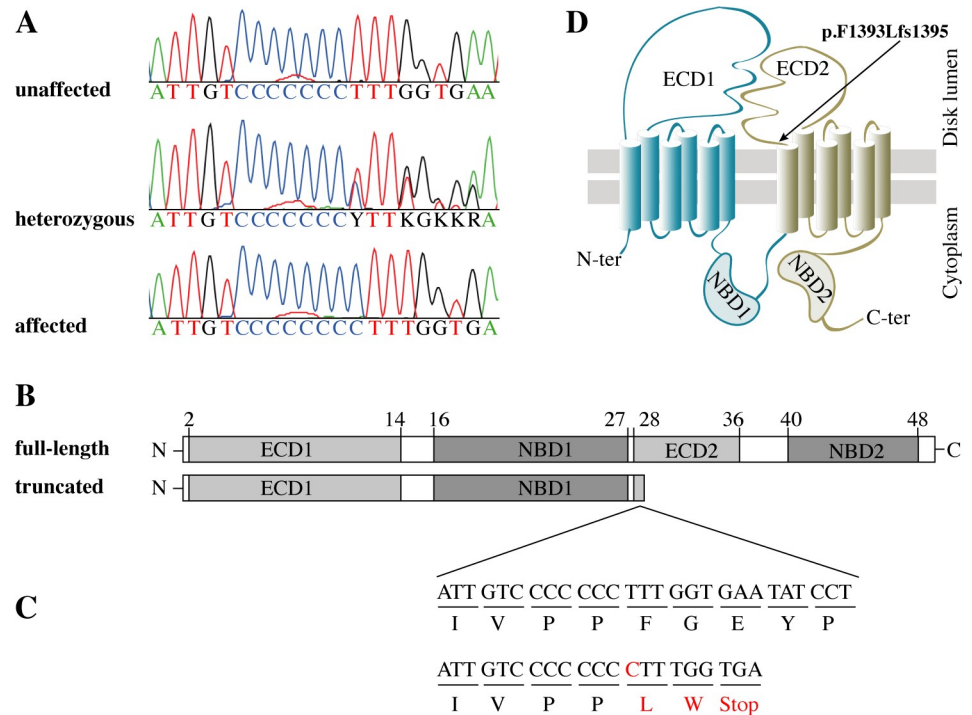 A
unaffected
ATTGTCCCCCCCTTTGGTGAA
heterozygous
ATTGTCCCCCCCYTTKGKKRA
affected
ATTGTCCCCCCCCTTTGGTGA
D
p.F1393Lfs1395
ECD1
ECD2
Disk lumen
Cytoplasm
N-ter
NBD1
NBD2
C-ter
B
2 14 16 27 28 36 40 48
full-length N ECD1 NBD1 ECD2 NBD2 C
truncated N ECD1 NBD1
C
ATT GTC CCC CCC TTT GGT GAA TAT CCT
I V P P F G E Y P
ATT GTC CCC CCC CTT TGG TGA
I V P P L W Stop